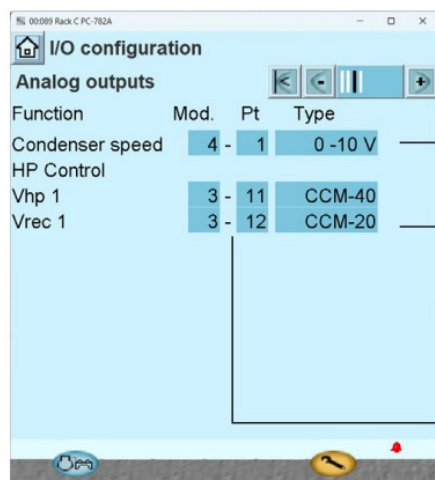 00:089 Rack C PC-782A
I/O configuration
Analog outputs
Function Mod. Pt Type
Condenser speed 4 - 1 0 -10 V
HP Control
Vhp 1 3 - 11 CCM-40
Vrec 1 3 - 12 CCM-20